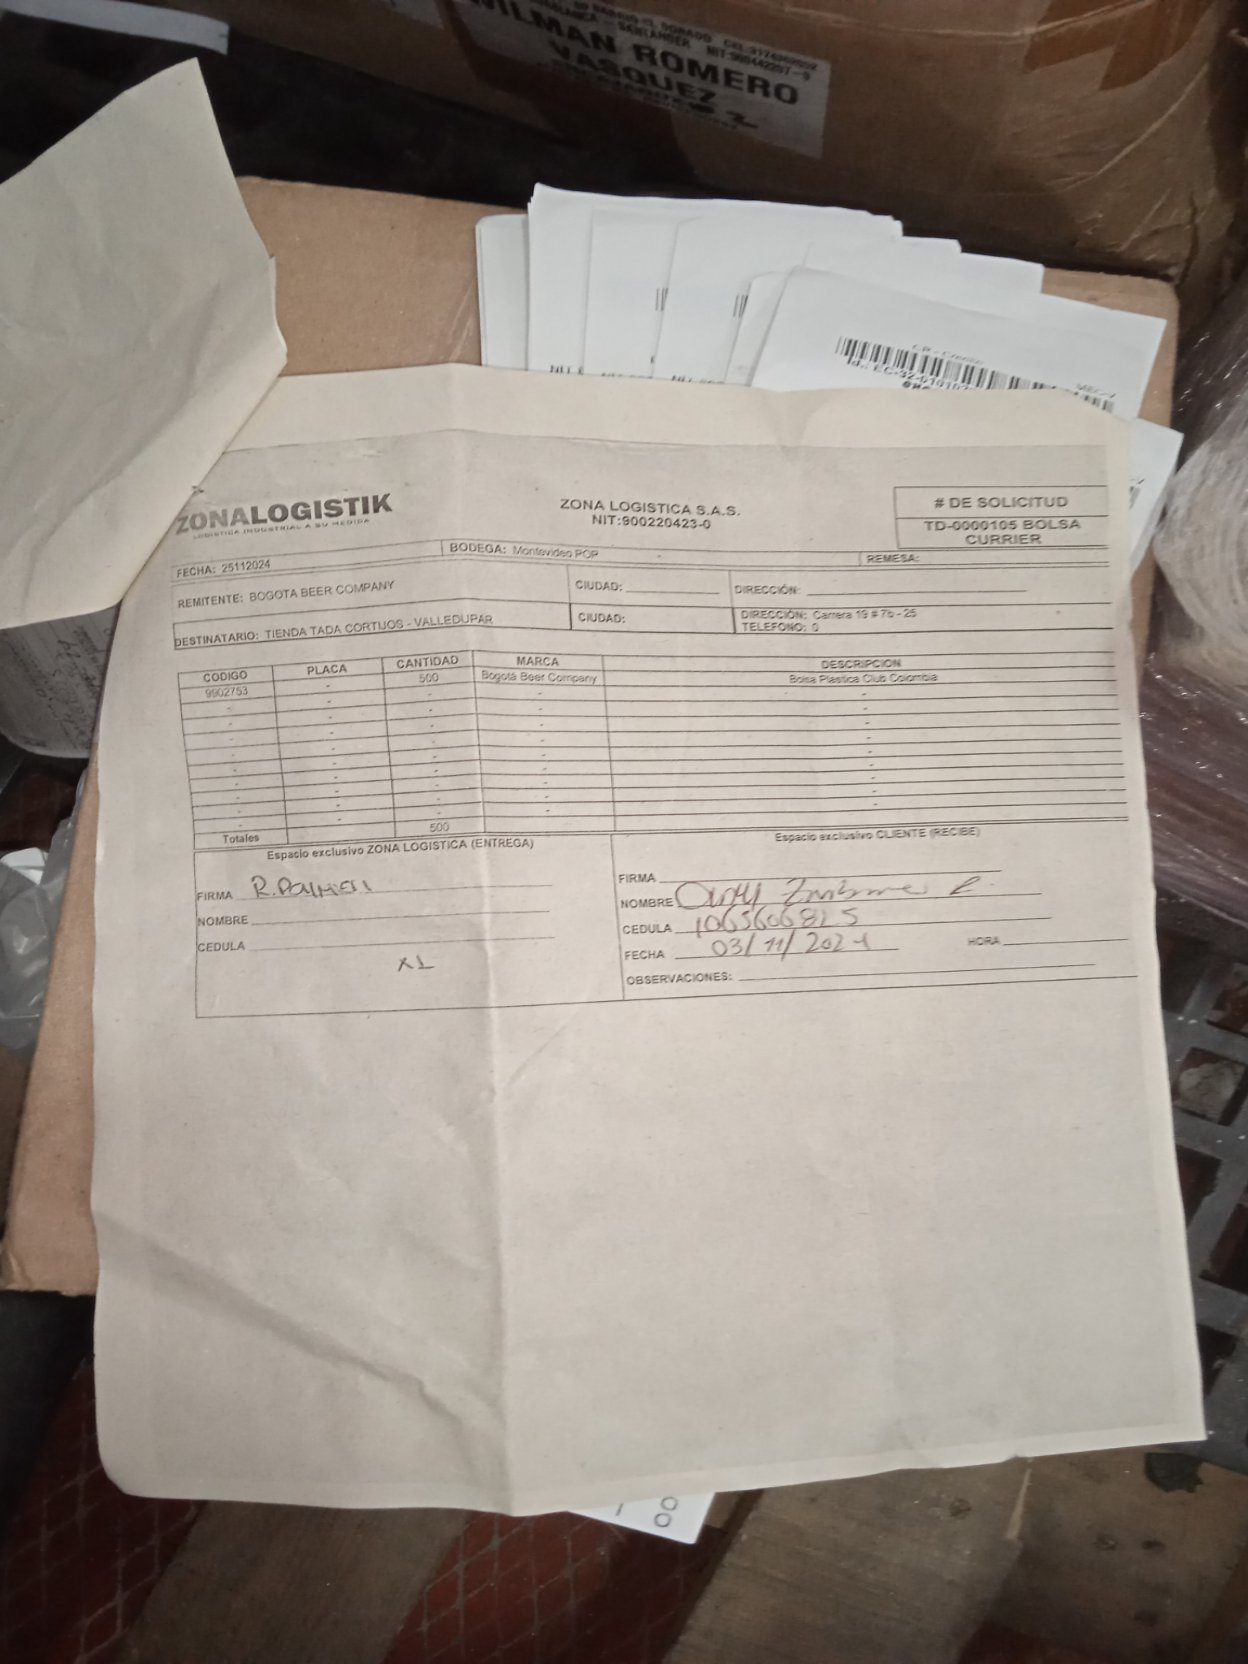 WILMAN ROMERO
VASQUEZ
2
ZONALOGISTIK
LOGISTICA INDUSTRIAL A SU MEDIDA
ZONA LOGISTICA S.A.S.
NIT:900220423-0
# DE SOLICITUD
TD-0000105 BOLSA
CURRIER
FECHA: 25112024
BODEGA: Montevideo POP
REMESA:
REMITENTE: BOGOTA BEER COMPANY
CIUDAD:
DIRECCIÓN:
DESTINATARIO: TIENDA TADA CORTIJOS - VALLEDUPAR
CIUDAD:
DIRECCIÓN: Carrera 19 # 7b - 25
TELEFONO: 0
CODIGO PLACA CANTIDAD MARCA DESCRIPCION
9902753 - 500 Bogotá Beer Company Bolsa Plastica Club Colombia
Totales 500
Espacio exclusivo ZONA LOGISTICA (ENTREGA)
Espacio exclusivo CLIENTE (RECIBE)
FIRMA R.
NOMBRE
CEDULA
x1
FIRMA
NOMBRE
CEDULA 1065606825
FECHA 03/11/2024
HORA
OBSERVACIONES: